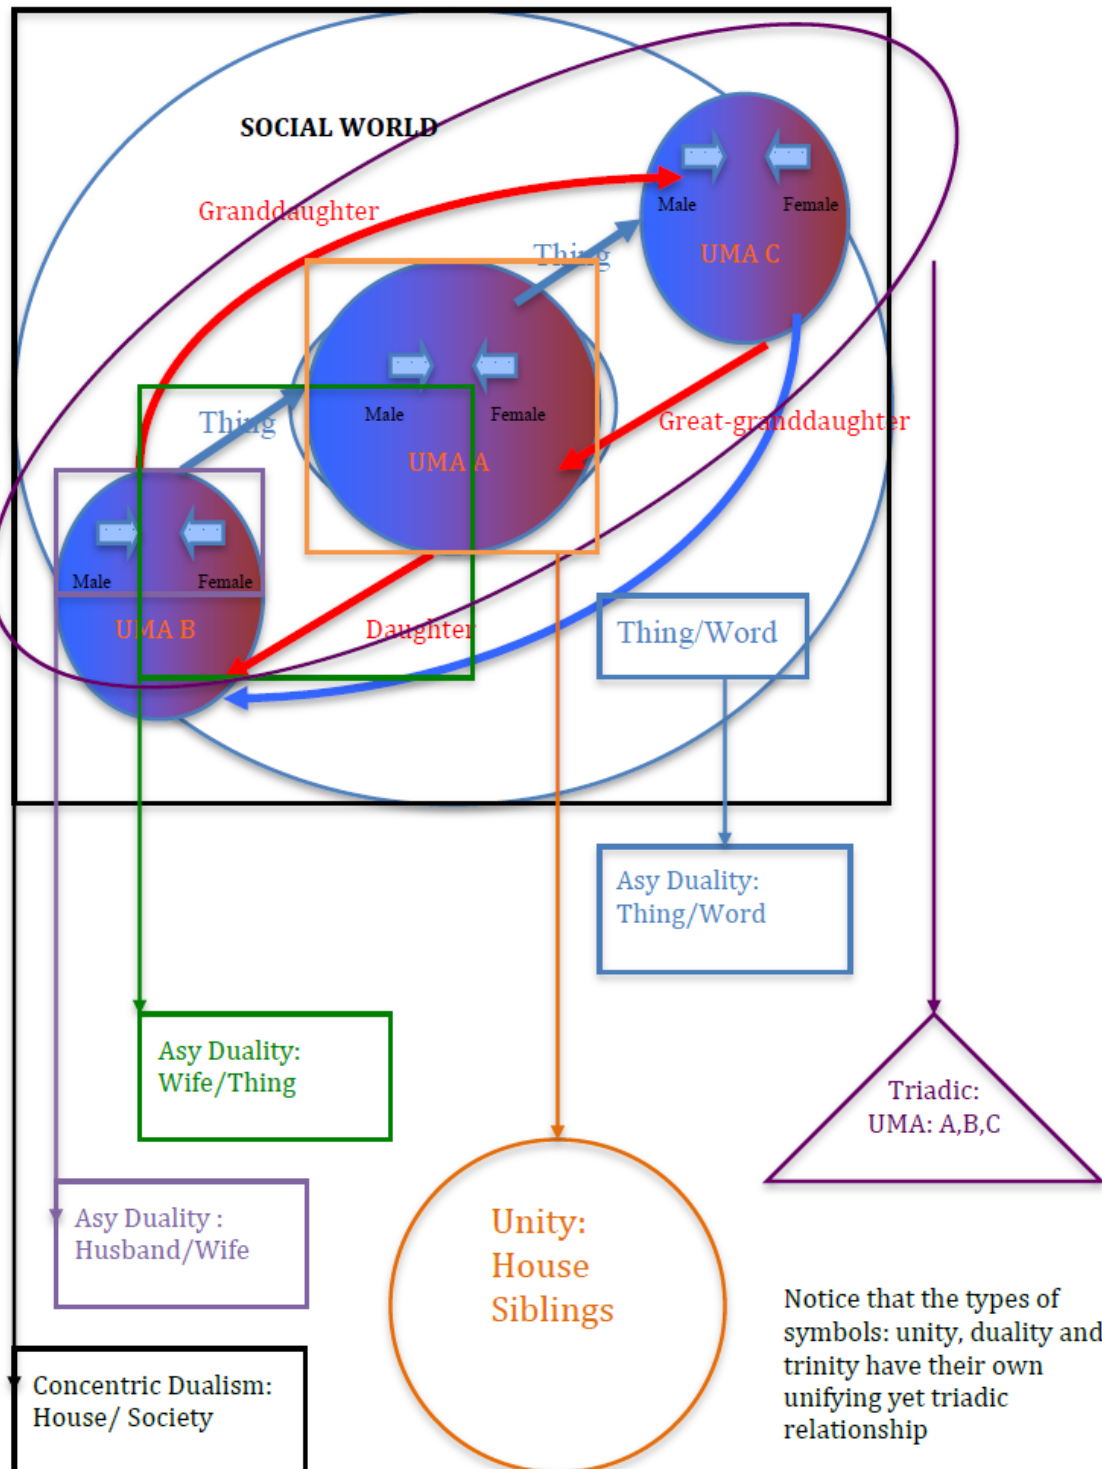 SOCIAL WORLD
Granddaughter
Male
Female
UMA C
Thing
Male
Female
UMA A
Great-granddaughter
Thing
Male
Female
UMA B
Daughter
Thing/Word
Asy Duality:
Thing/Word
Asy Duality:
Wife/Thing
Triadic:
UMA: A,B,C
Asy Duality :
Husband/Wife
Unity:
House
Siblings
Notice that the types of
symbols: unity, duality and
trinity have their own
unifying yet triadic
relationship
Concentric Dualism:
House/ Society